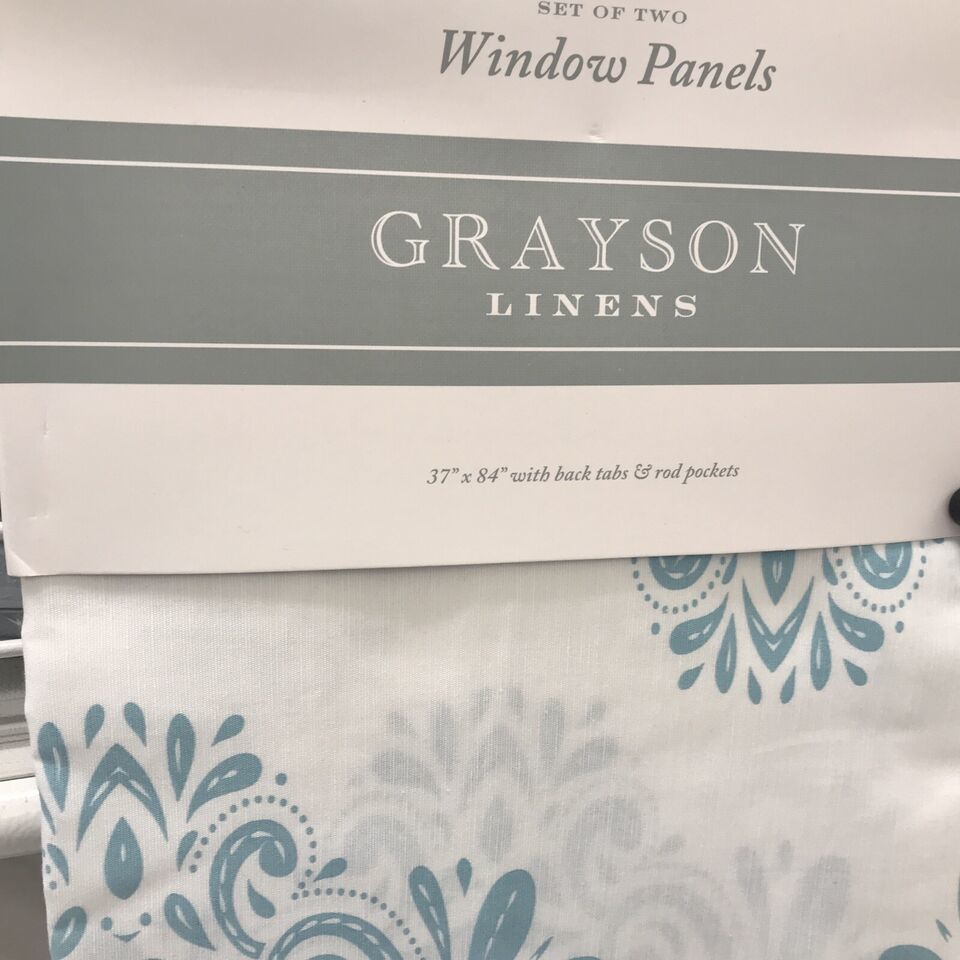 SET OF TWO
Window Panels
GRAYSON
LINENS
37" x 84" with back tabs & rod pockets